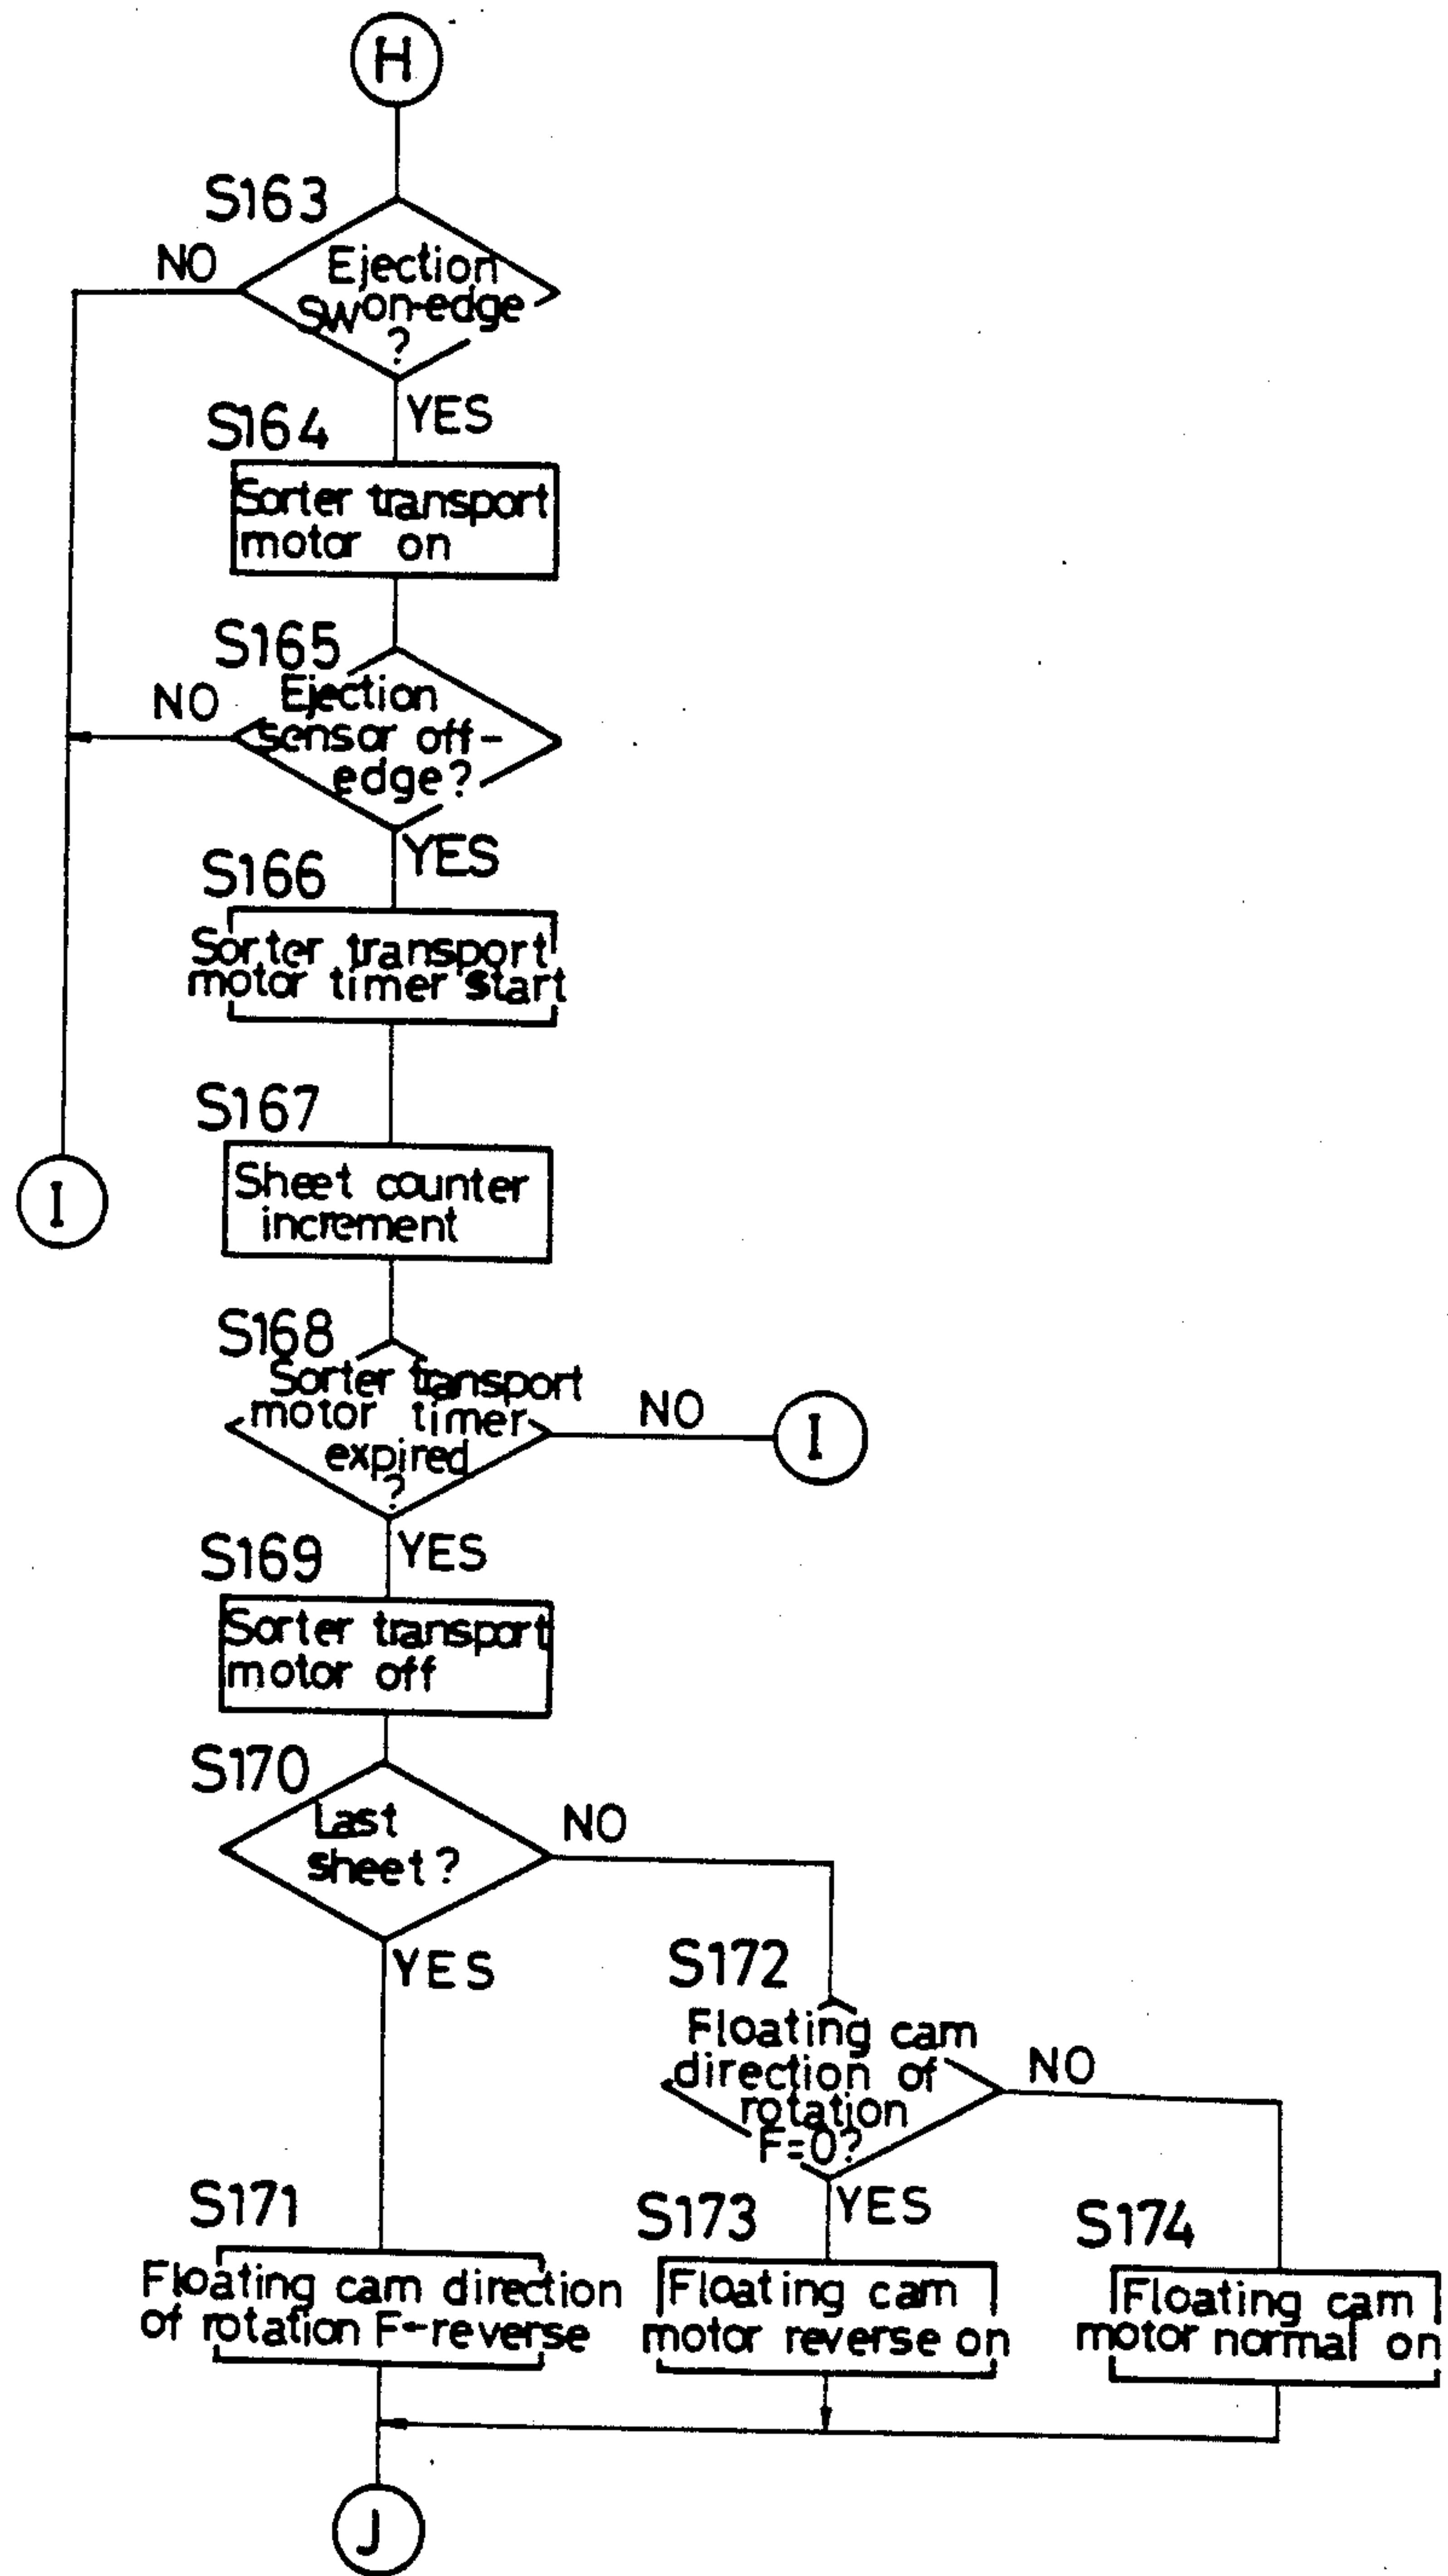 H
S163
NO
Ejection
SW on-edge
?
YES
S164
Sorter transport
motor on
S165
NO
Ejection
sensor off-
edge?
YES
S166
Sorter transport
motor timer start
S167
Sheet counter
increment
I
S168
Sorter transport
motor timer
expired
?
NO
I
YES
S169
Sorter transport
motor off
S170
Last
sheet?
NO
YES
S172
Floating cam
direction of
rotation
F=0?
NO
YES
S171
Floating cam direction
of rotation F←reverse
S173
Floating cam
motor reverse on
S174
Floating cam
motor normal on
J